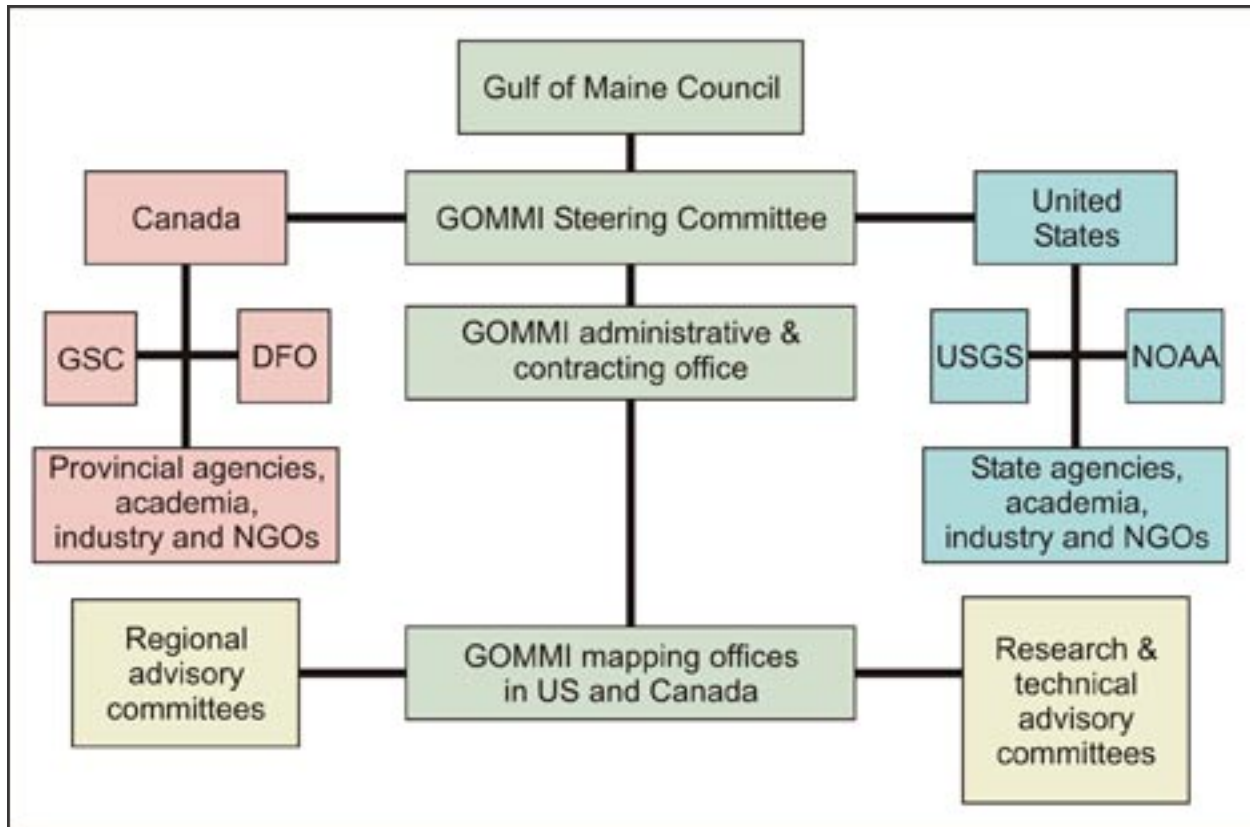 Gulf of Maine Council
Canada
GOMMI Steering Committee
United
States
GSC
DFO
GOMMI administrative &
contracting office
USGS
NOAA
Provincial agencies,
academia,
industry and NGOs
State agencies,
academia,
industry and NGOs
Regional
advisory
committees
GOMMI mapping offices
in US and Canada
Research &
technical
advisory
committees